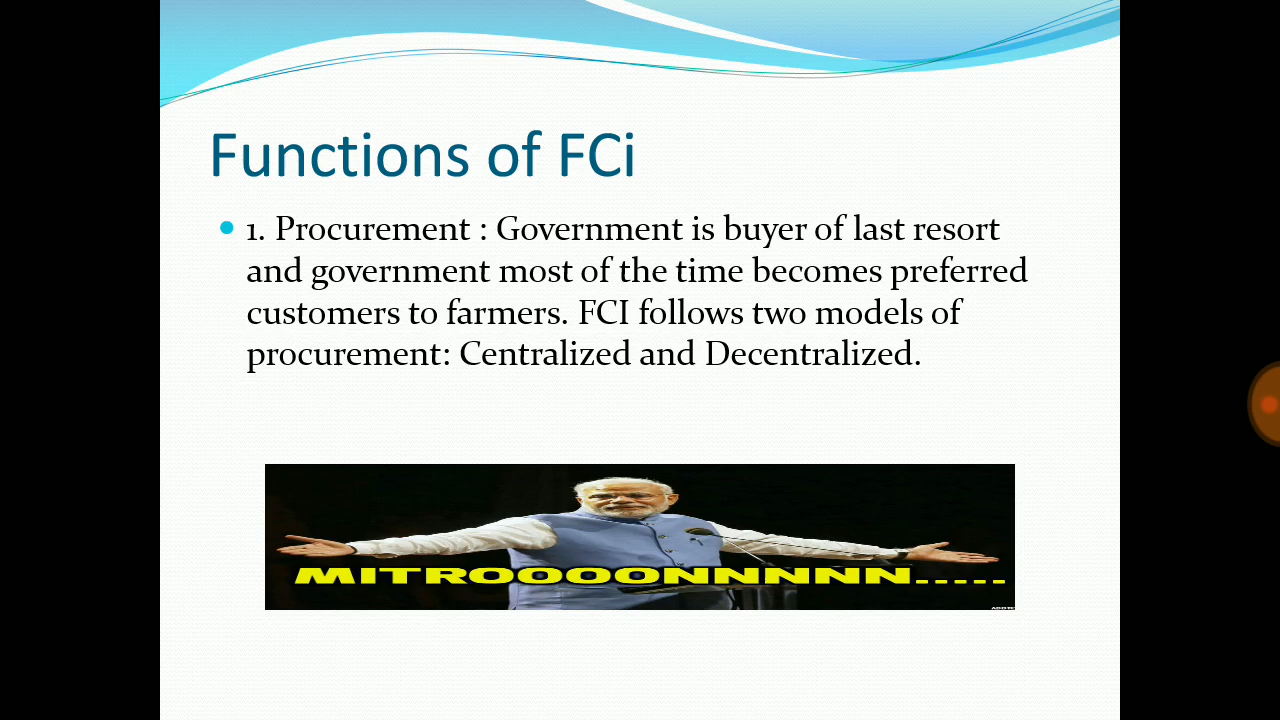 Functions of FCi
1. Procurement : Government is buyer of last resort
and government most of the time becomes preferred
customers to farmers. FCI follows two models of
procurement: Centralized and Decentralized.
MITROOOONNNNN.....